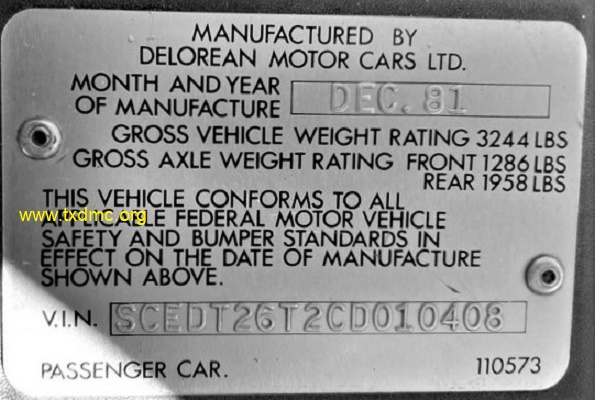 MANUFACTURED BY
DELOREAN MOTOR CARS LTD.
MONTH AND YEAR
OF MANUFACTURE DEC. 81
GROSS VEHICLE WEIGHT RATING 3244 LBS
GROSS AXLE WEIGHT RATING FRONT 1286 LBS
REAR 1958 LBS
THIS VEHICLE CONFORMS TO ALL
www.txdmc.org
APPLICABLE FEDERAL MOTOR VEHICLE
SAFETY AND BUMPER STANDARDS IN
EFFECT ON THE DATE OF MANUFACTURE
SHOWN ABOVE.
V.I.N. SCEDT26T2CD010408
PASSENGER CAR. 110573